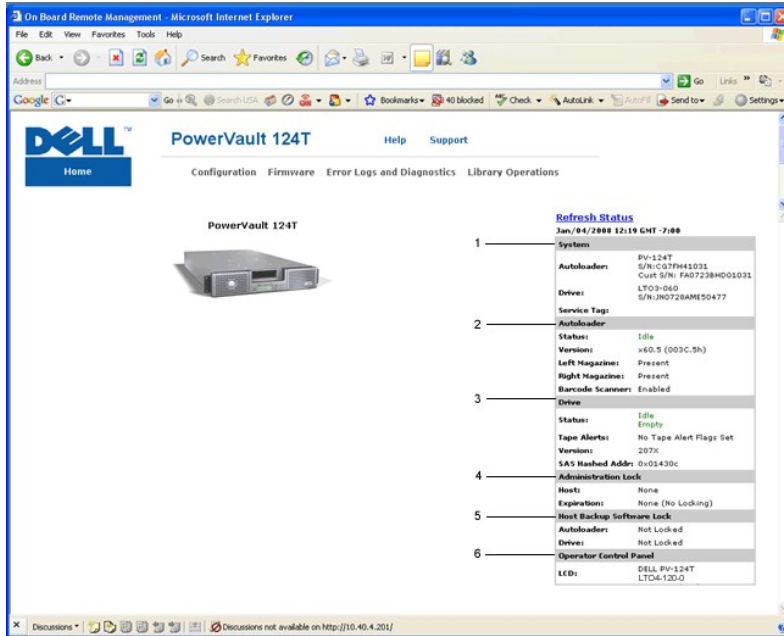 On Board Remote Management - Microsoft Internet Explorer
File Edit View Favorites Tools Help
Back Search Favorites
Address Go Links »
Google G Go Search USA Bookmarks 40 blocked Check AutoLink AutoFill Send to Settings
DELL™ PowerVault 124T Help Support
Home Configuration Firmware Error Logs and Diagnostics Library Operations
PowerVault 124T
Refresh Status
Jan/04/2008 12:19 GMT -7:00
1 System
Autoloader: PV-124T
S/N:CG7FH41031
Cust S/N: FA0723BHD01031
Drive: LTO3-060
S/N:JN0728AME50477
Service Tag:
2 Autoloader
Status: Idle
Version: x60.5 (003C.5h)
Left Magazine: Present
Right Magazine: Present
Barcode Scanner: Enabled
3 Drive
Status: Idle
Empty
Tape Alerts: No Tape Alert Flags Set
Version: 207X
SAS Hashed Addr: 0x01430c
4 Administration Lock
Host: None
Expiration: None (No Locking)
5 Host Backup Software Lock
Autoloader: Not Locked
Drive: Not Locked
6 Operator Control Panel
LCD: DELL PV-124T
LTO4-120-0
Discussions Discussions not available on http://10.40.4.201/